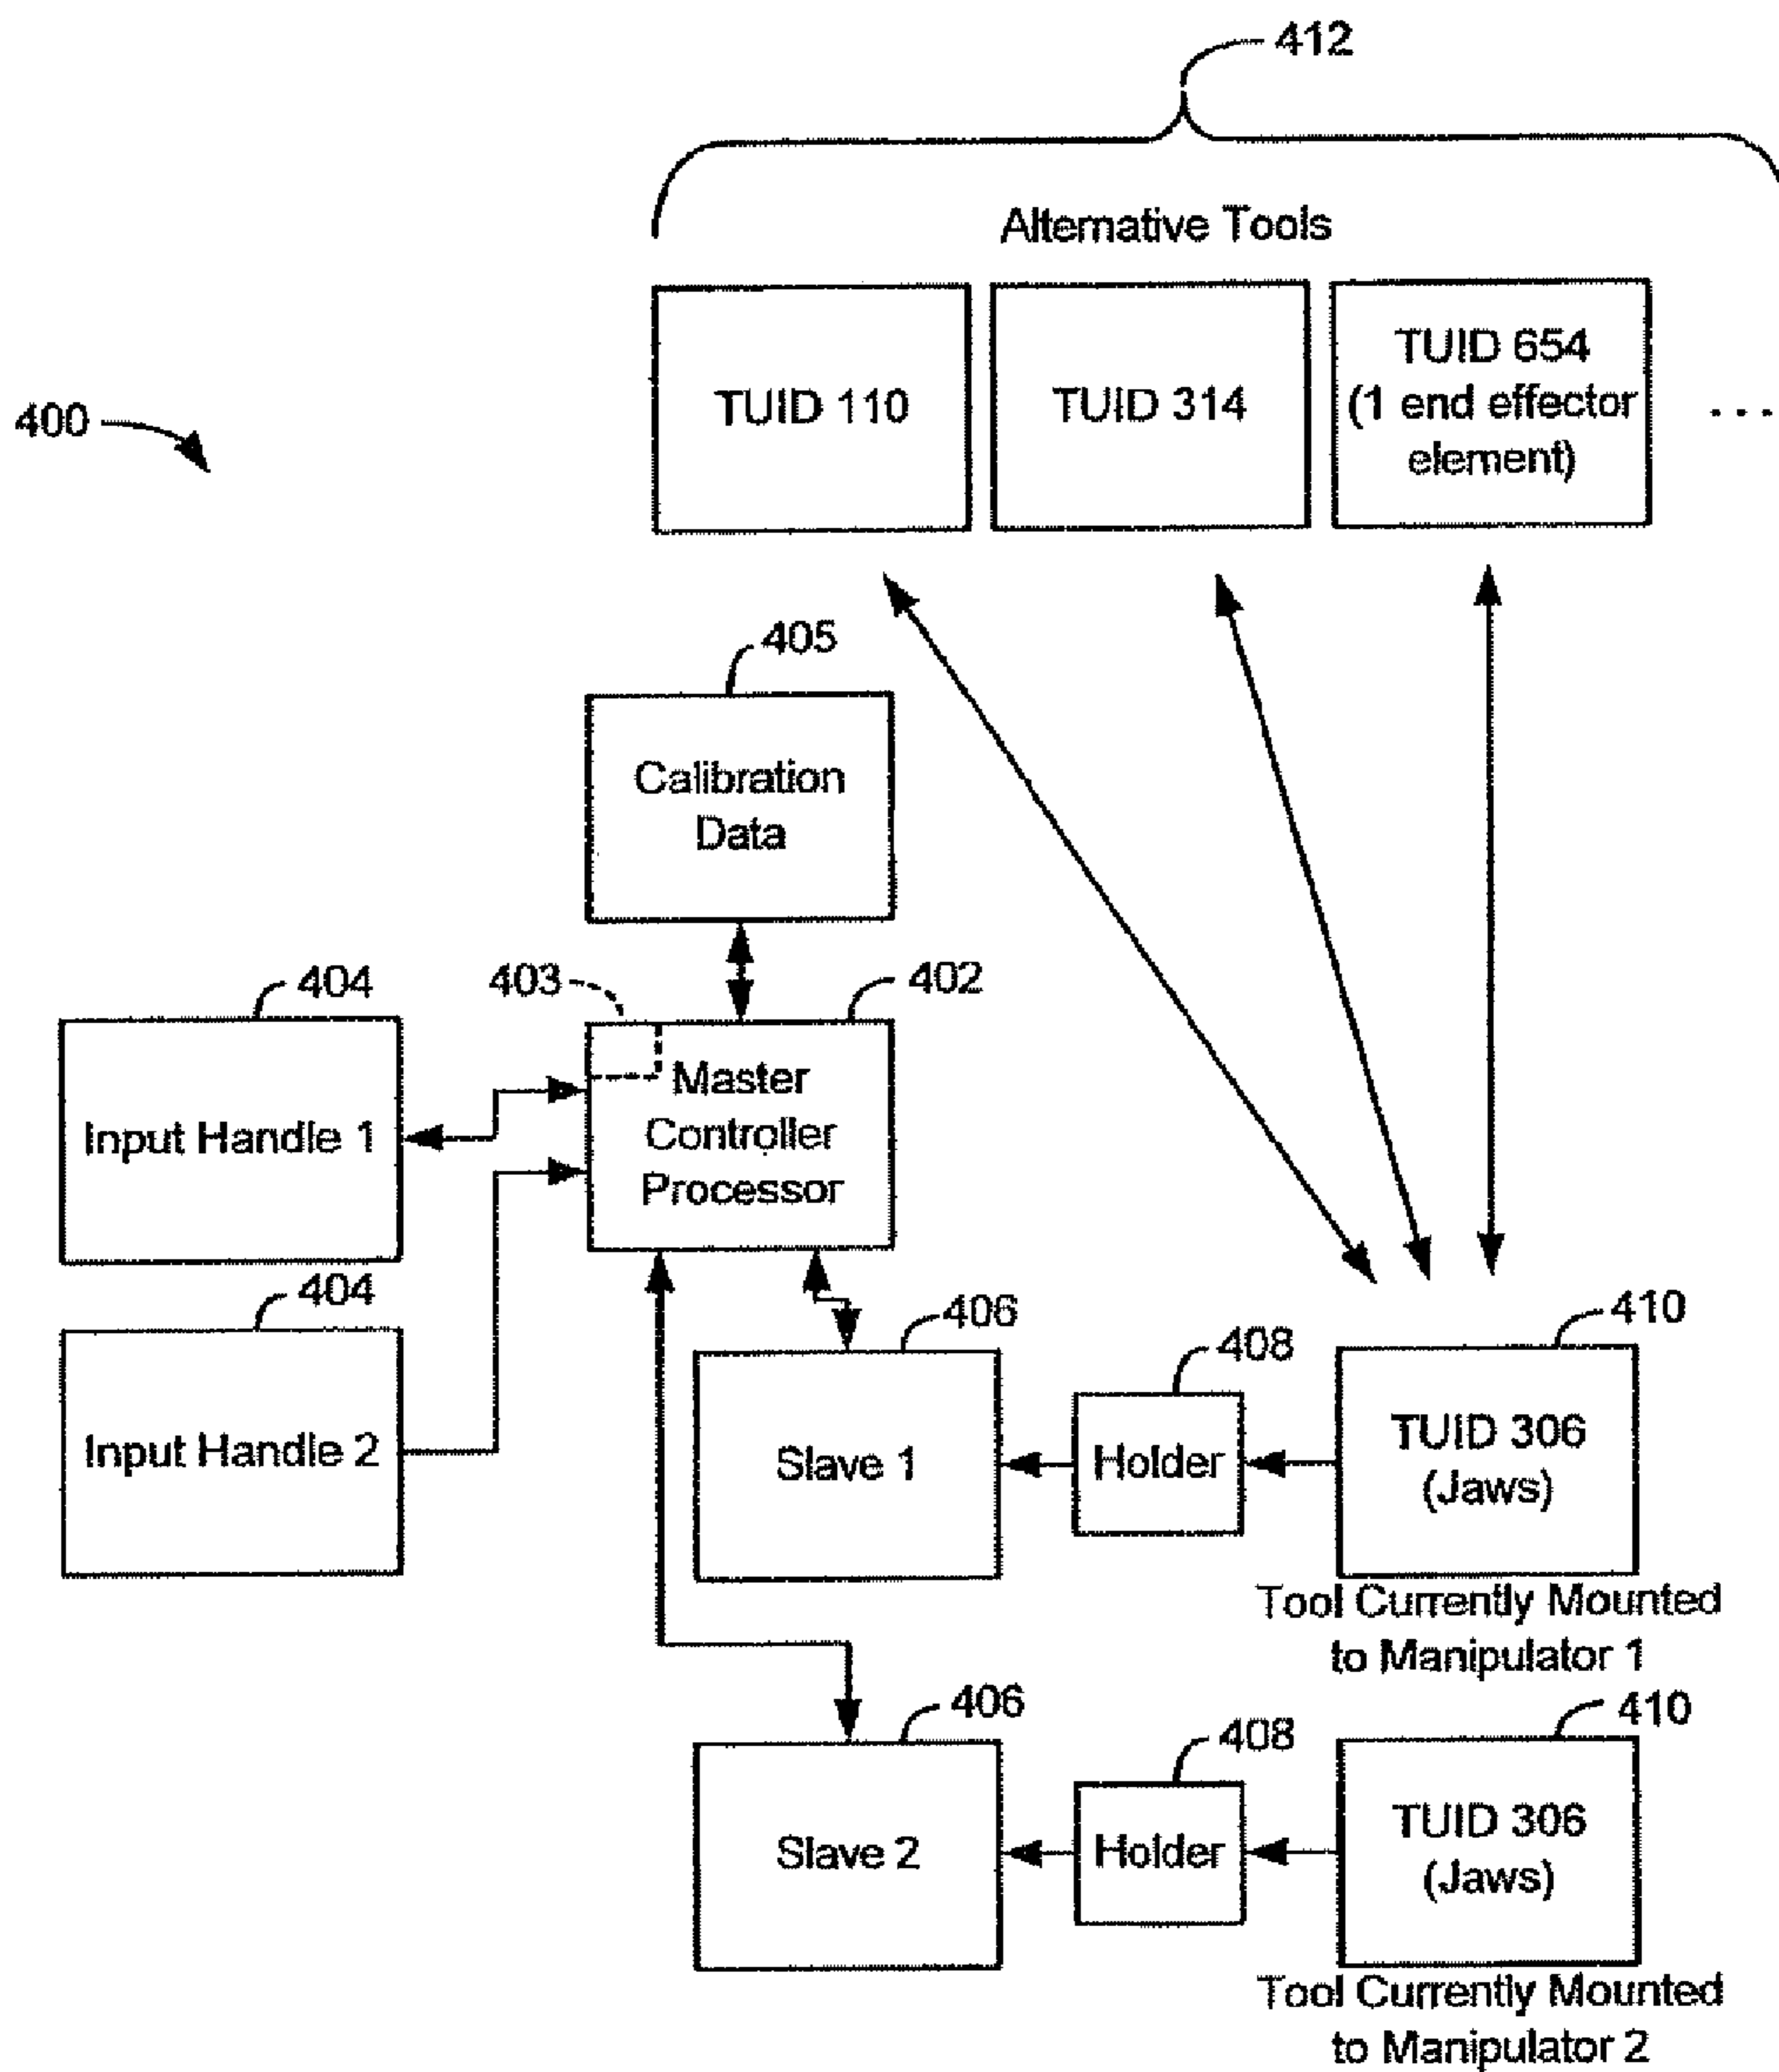 412
Alternative Tools
TUID 110
TUID 314
TUID 654
(1 end effector
element)
...
400
405
Calibration
Data
403
402
404
Input Handle 1
Master
Controller
Processor
404
Input Handle 2
406
Slave 1
408
Holder
410
TUID 306
(Jaws)
Tool Currently Mounted
to Manipulator 1
406
Slave 2
408
Holder
410
TUID 306
(Jaws)
Tool Currently Mounted
to Manipulator 2